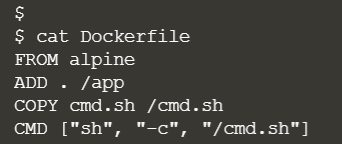 $
$ cat Dockerfile
FROM alpine
ADD . /app
COPY cmd.sh /cmd.sh
CMD ["sh", "-c", "/cmd.sh"]